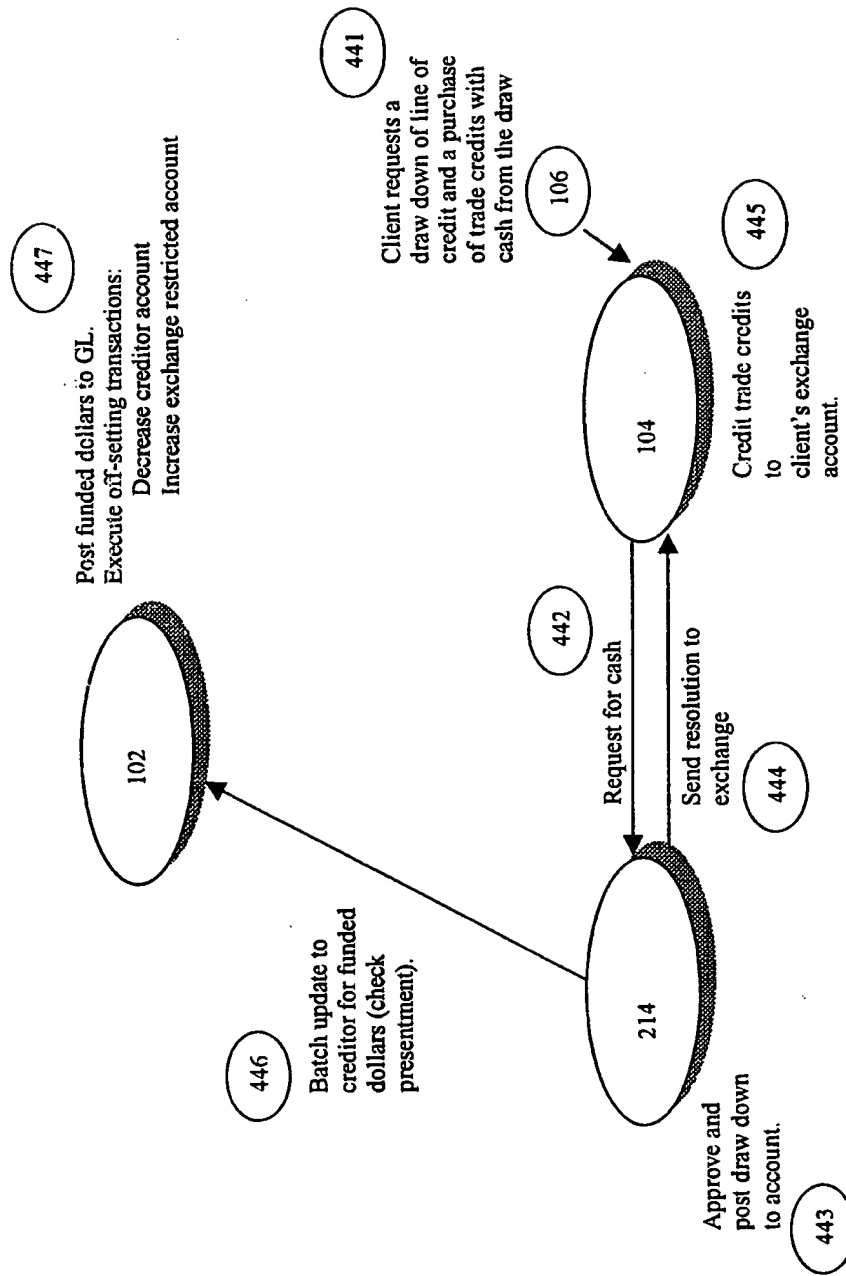 447
Post funded dollars to GL.
Execute off-setting transactions:
Decrease creditor account
Increase exchange restricted account
102
446
Batch update to
creditor for funded
dollars (check
presentment).
441
Client requests a
draw down of line of
credit and a purchase
of trade credits with
cash from the draw
106
442
Request for cash
104
214
Send resolution to
exchange
444
445
Credit trade credits
to
client's exchange
account.
Approve and
post draw down
to account.
443